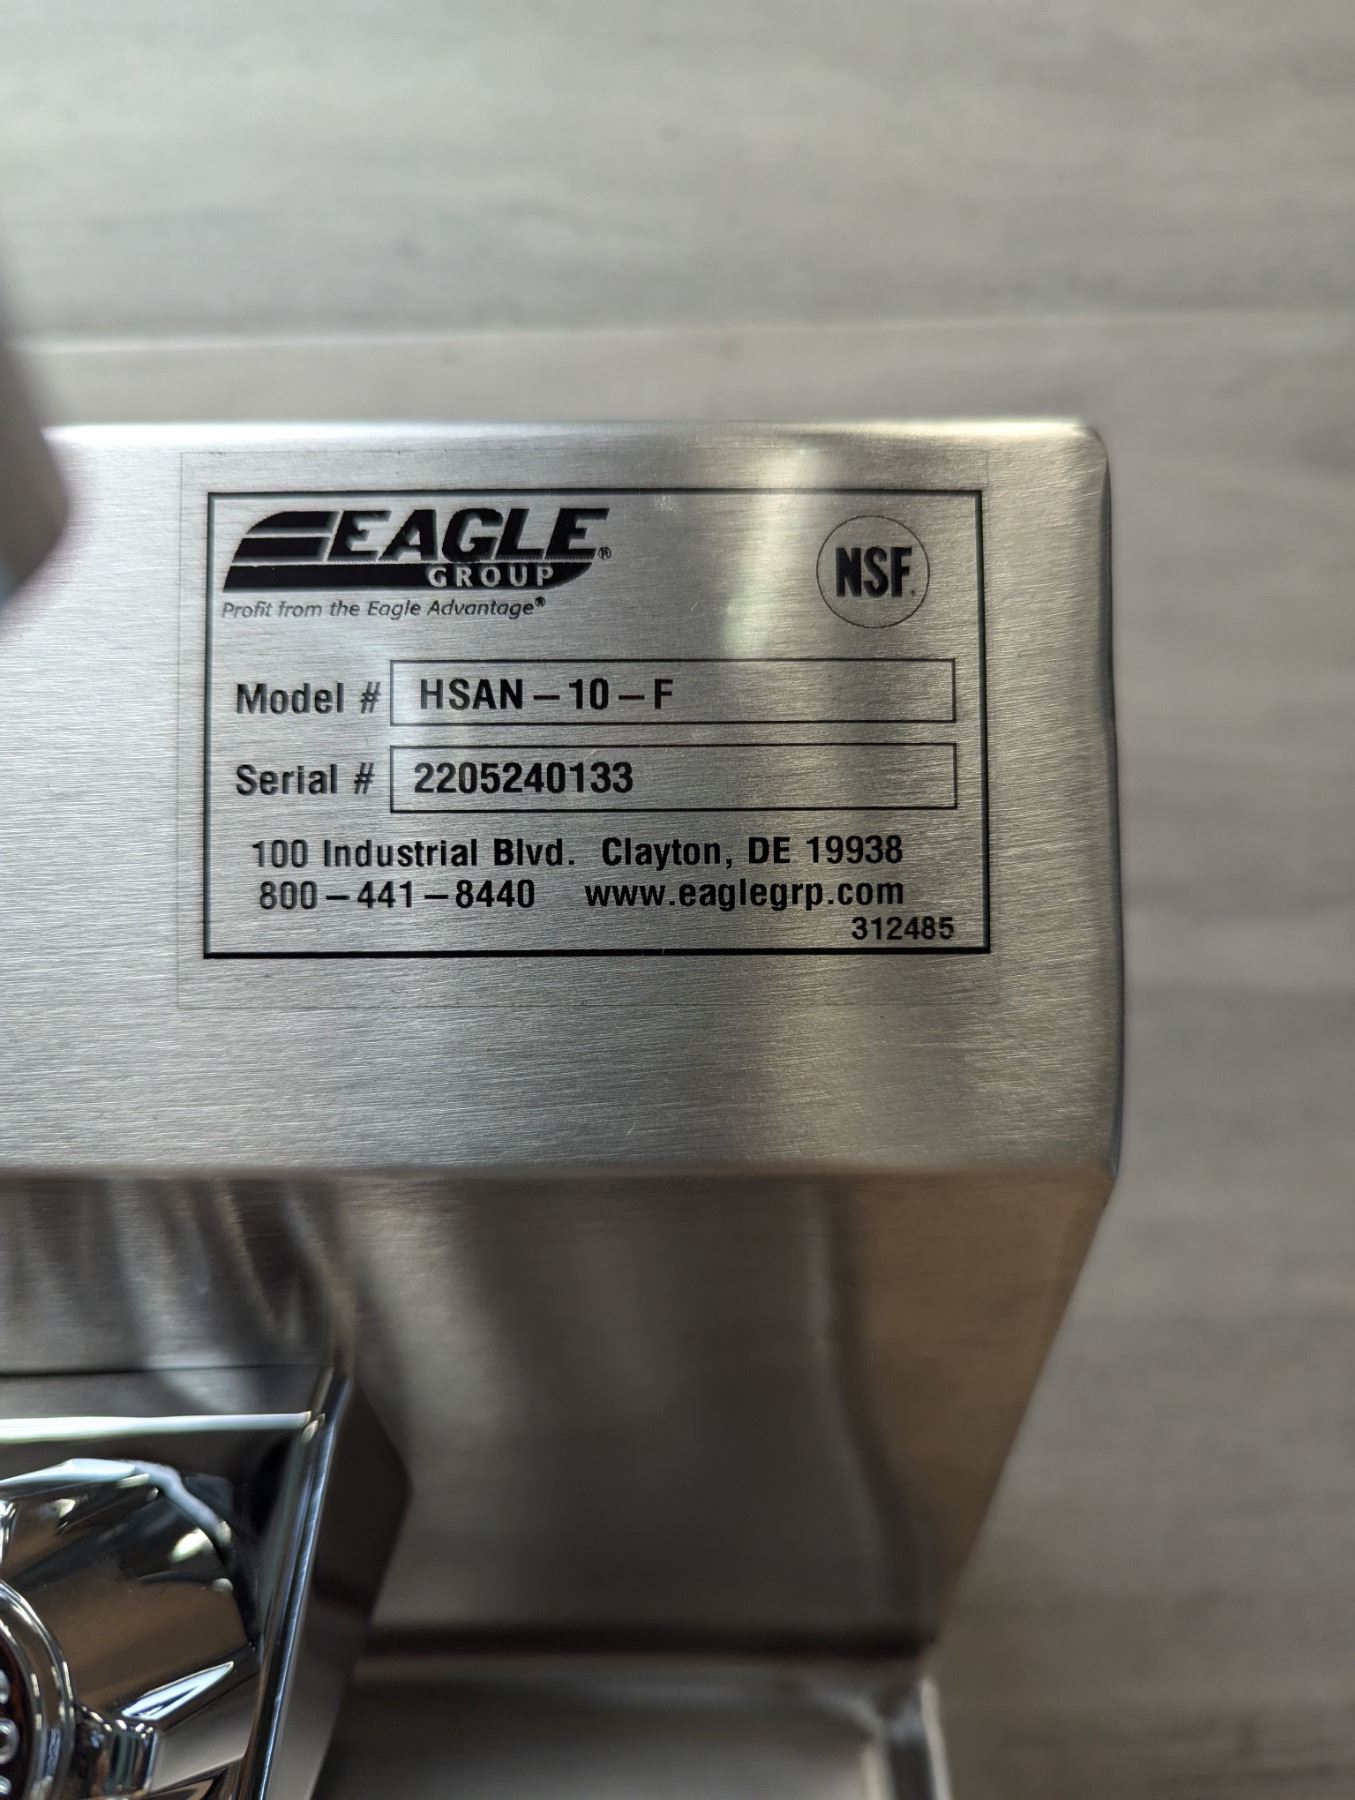 EAGLE®
GROUP
Profit from the Eagle Advantage®
NSF.
Model # HSAN-10-F
Serial # 2205240133
100 Industrial Blvd. Clayton, DE 19938
800-441-8440 www.eaglegrp.com
312485